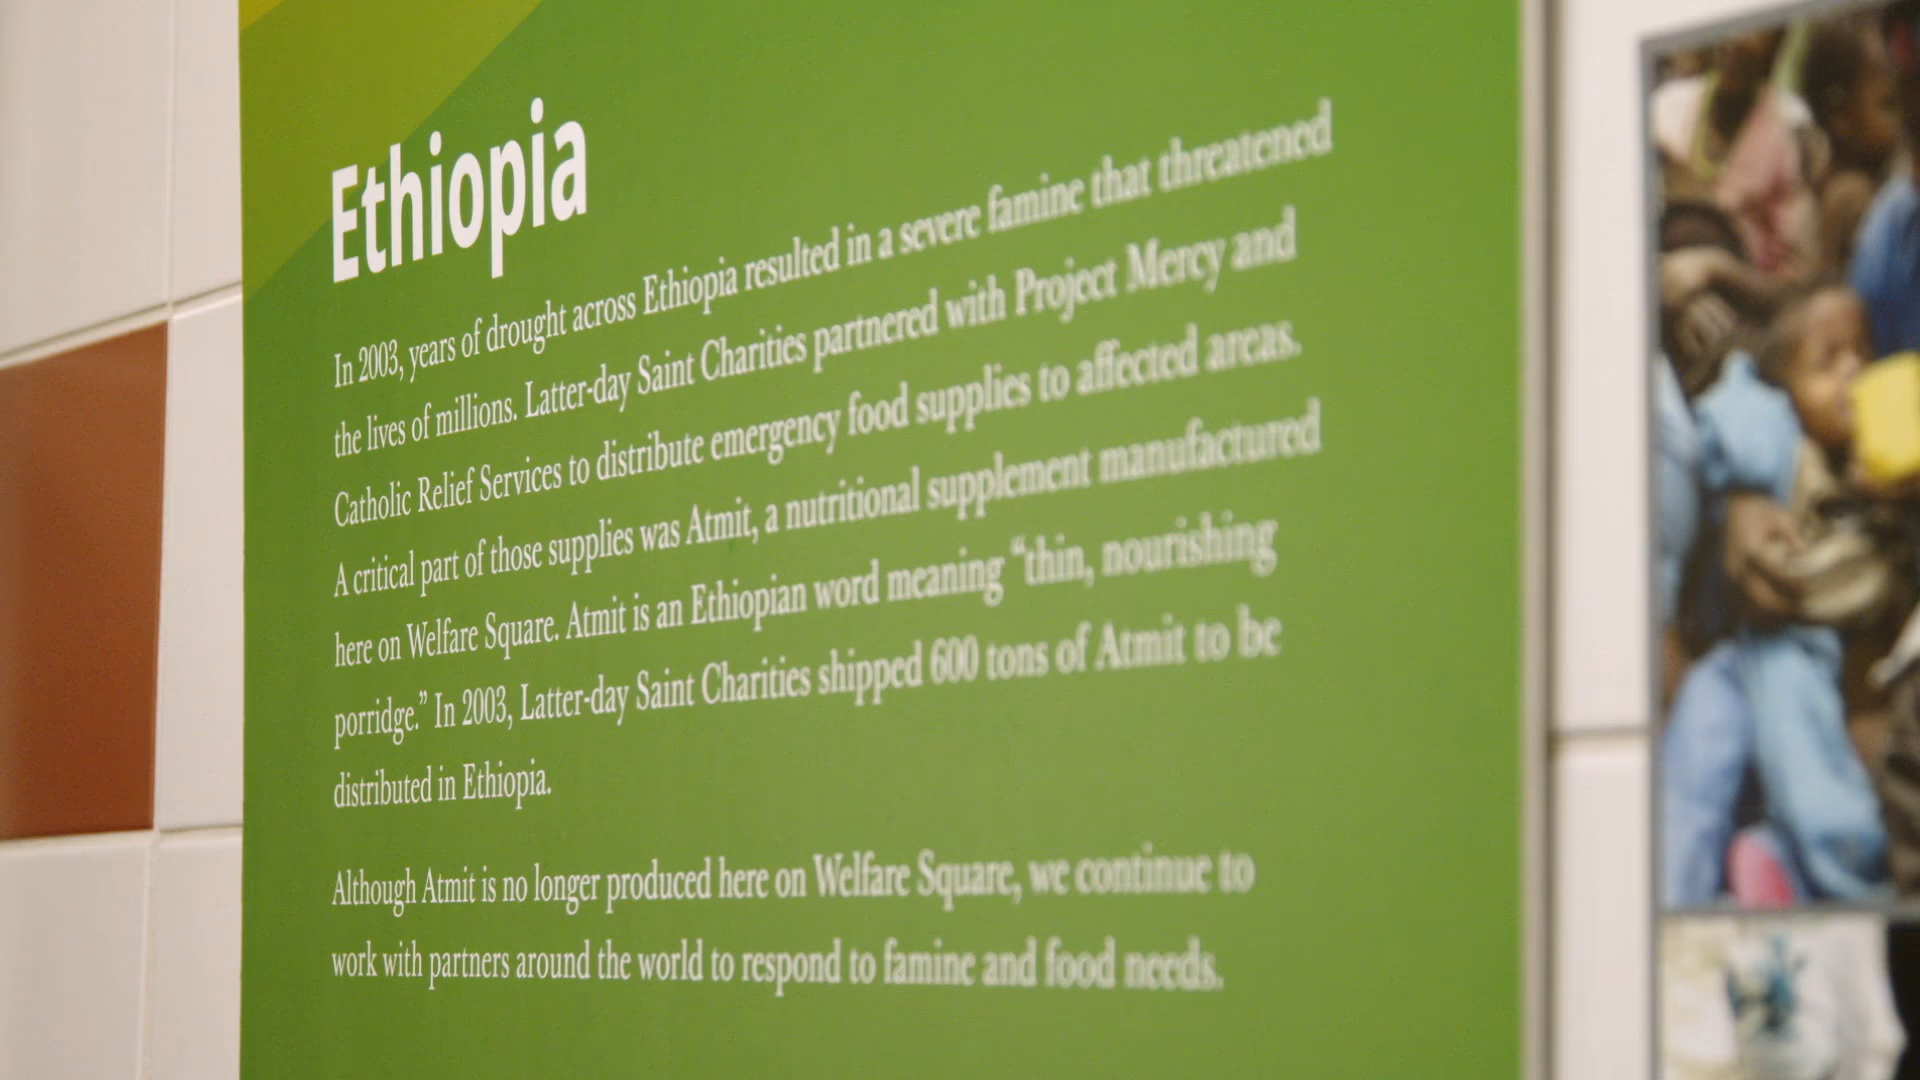 Ethiopia
In 2003, years of drought across Ethiopia resulted in a severe famine that threatened
the lives of millions. Latter-day Saint Charities partnered with Project Mercy and
Catholic Relief Services to distribute emergency food supplies to affected areas.
A critical part of those supplies was Atmit, a nutritional supplement manufactured
here on Welfare Square. Atmit is an Ethiopian word meaning “thin, nourishing
porridge.” In 2003, Latter-day Saint Charities shipped 600 tons of Atmit to be
distributed in Ethiopia.
Although Atmit is no longer produced here on Welfare Square, we continue to
work with partners around the world to respond to famine and food needs.